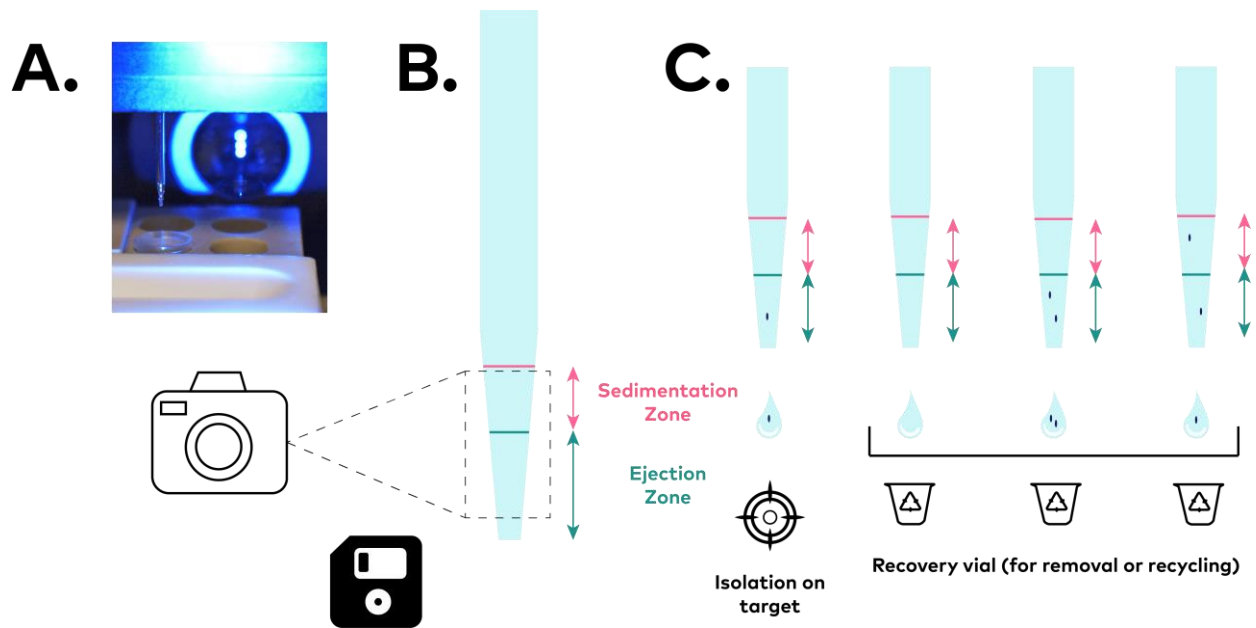 A.
B.
C.
Sedimentation
Zone
Ejection
Zone
Isolation on
target
Recovery vial (for removal or recycling)